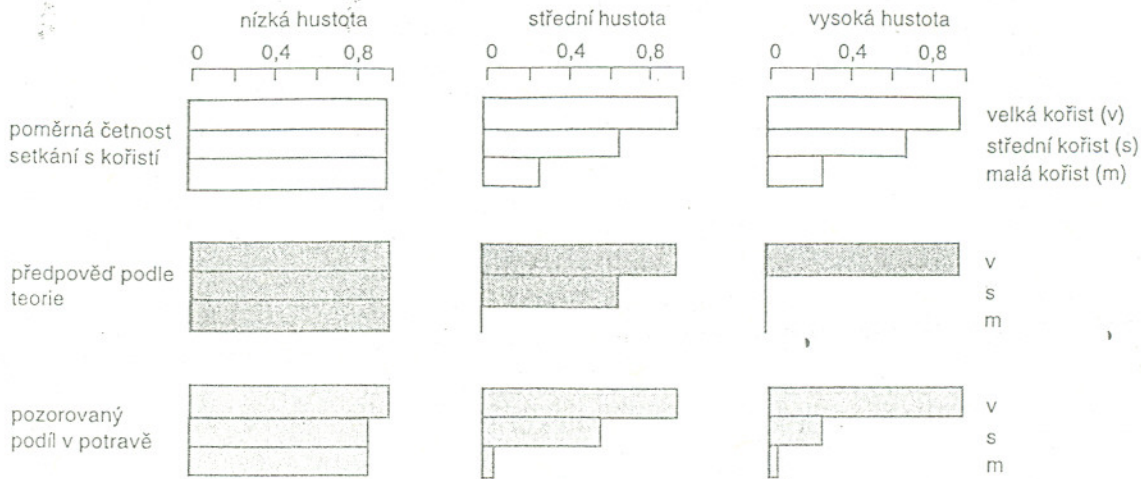 nízká hustota střední hustota vysoká hustota
0 0,4 0,8 0 0,4 0,8 0 0,4 0,8
poměrná četnost
setkání s kořistí
velká kořist (v)
střední kořist (s)
malá kořist (m)
předpověď podle
teorie
v
s
m
pozorovaný
podíl v potravě
v
s
m